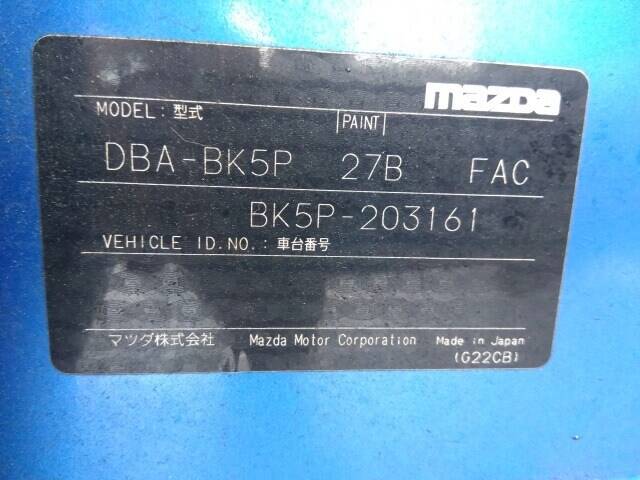 mazda
MODEL: 型式 PAINT
DBA-BK5P 27B FAC
BK5P-203161
VEHICLE ID.NO.: 車台番号
マツダ株式会社 Mazda Motor Corporation Made in Japan
(G22CB)